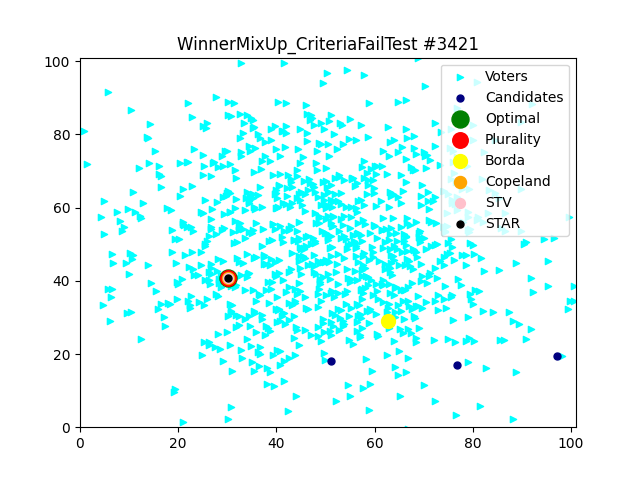 WinnerMixUp_CriteriaFailTest #3421
100
80
60
40
20
0
0 20 40 60 80 100
Voters
Candidates
Optimal
Plurality
Borda
Copeland
STV
STAR